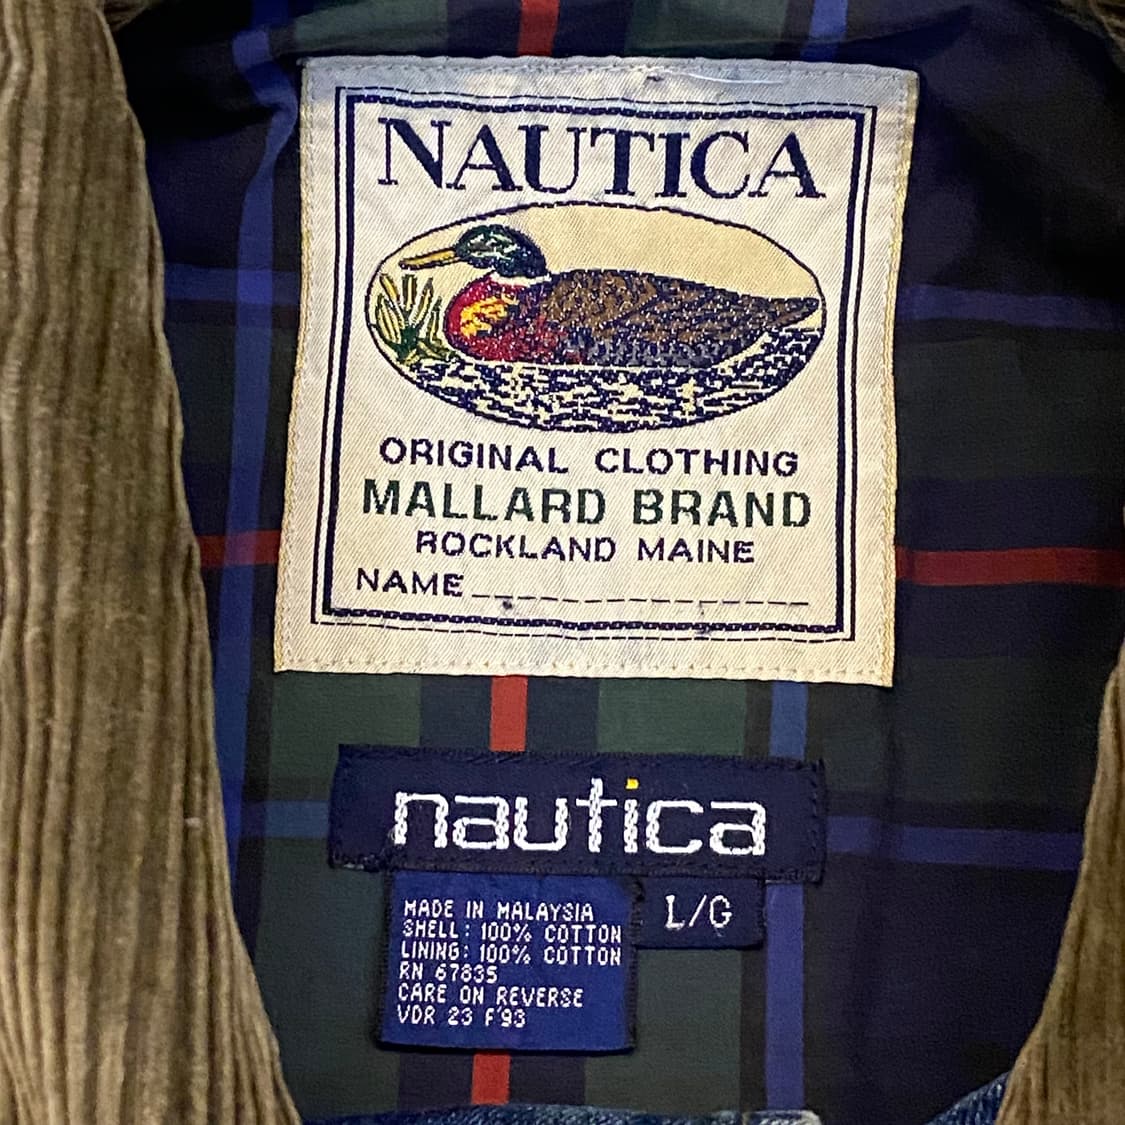 NAUTICA
ORIGINAL CLOTHING
MALLARD BRAND
ROCKLAND MAINE
NAME
nautica
L/G
MADE IN MALAYSIA
SHELL: 100% COTTON
LINING: 100% COTTON
RN 67835
CARE ON REVERSE
VDR 23 F'93